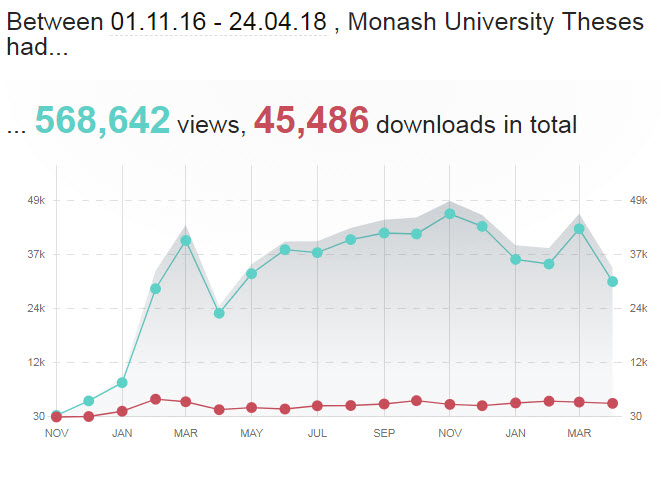 Between 01.11.16 - 24.04.18 , Monash University Theses
had...
... 568,642 views, 45,486 downloads in total
49k 49k
37k 37k
24k 24k
12k 12k
30 30
NOV JAN MAR MAY JUL SEP NOV JAN MAR